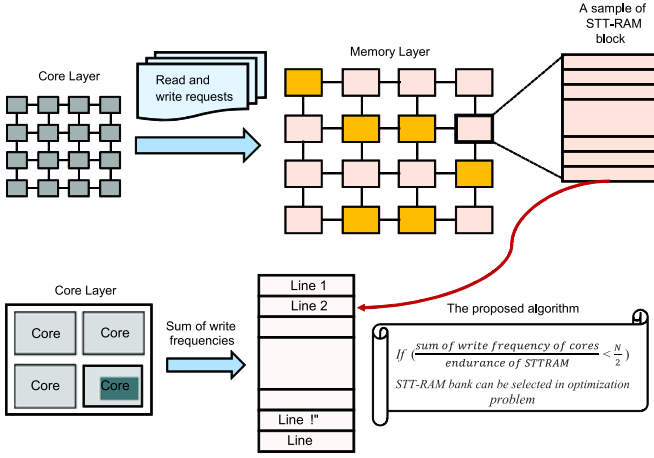 A sample of
STT-RAM
block
Memory Layer
Core Layer
Read and
write requests
Core Layer
Core
Core
Core
Core
Sum of write
frequencies
Line 1
Line 2
Line !"
Line
The proposed algorithm
If (sum of write frequency of cores / endurance of STTRAM < N / 2)
STT-RAM bank can be selected in optimization
problem